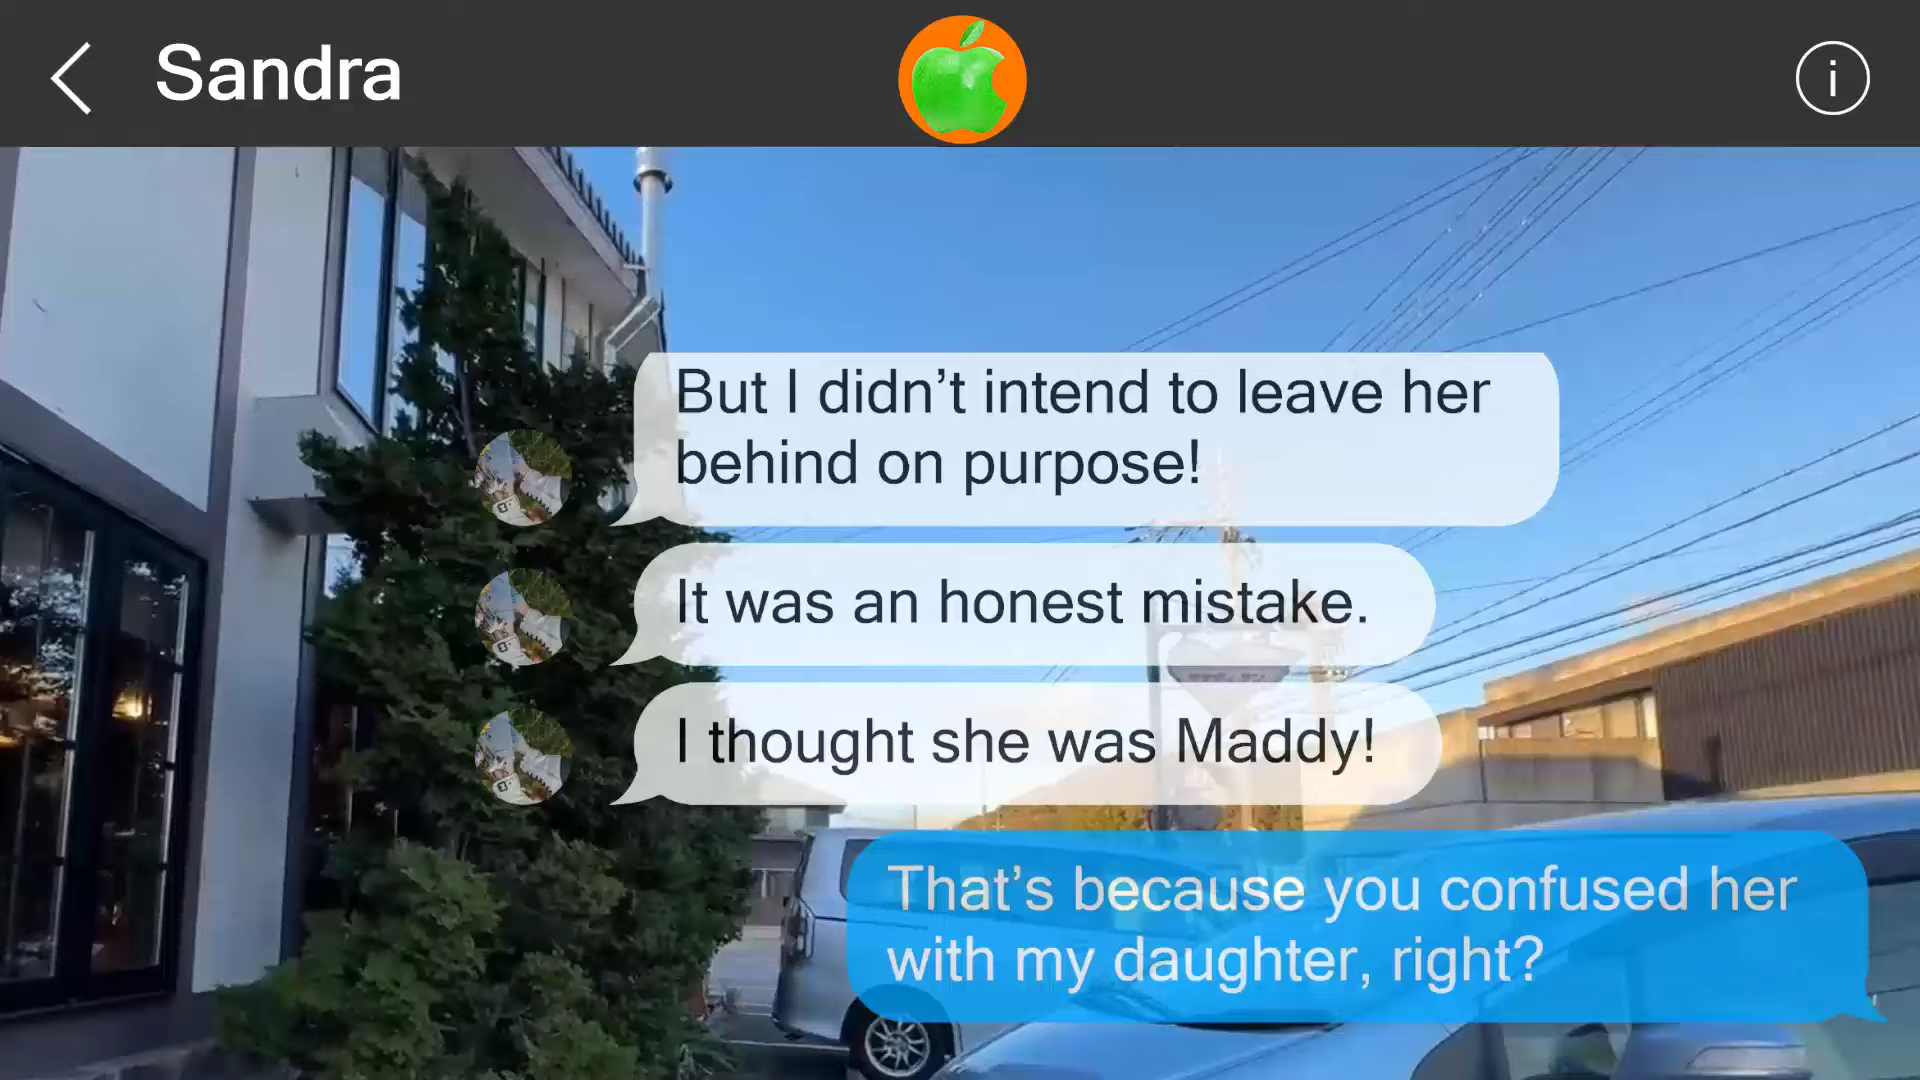 Sandra
i
But I didn’t intend to leave her
behind on purpose!
It was an honest mistake.
I thought she was Maddy!
That’s because you confused her
with my daughter, right?